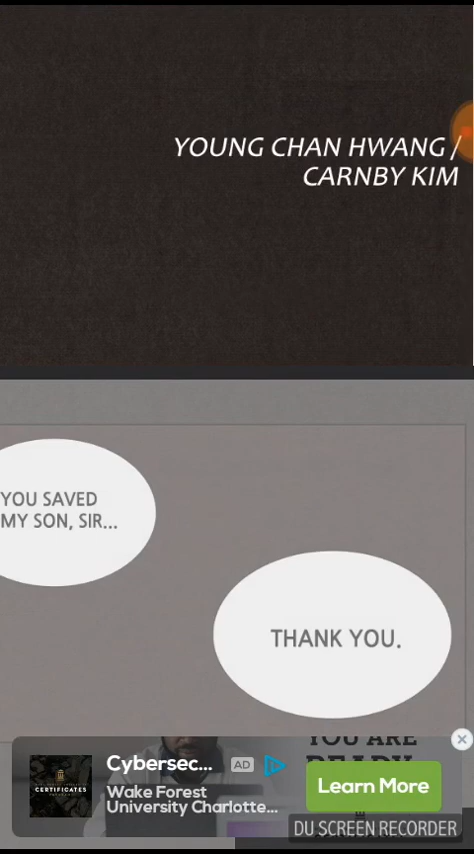 YOUNG CHAN HWANG /
CARNBY KIM
YOU SAVED
MY SON, SIR...
THANK YOU.
YOU ARE
READY
Cybersec...
AD
Wake Forest
University Charlotte...
CERTIFICATES
Learn More
DU SCREEN RECORDER